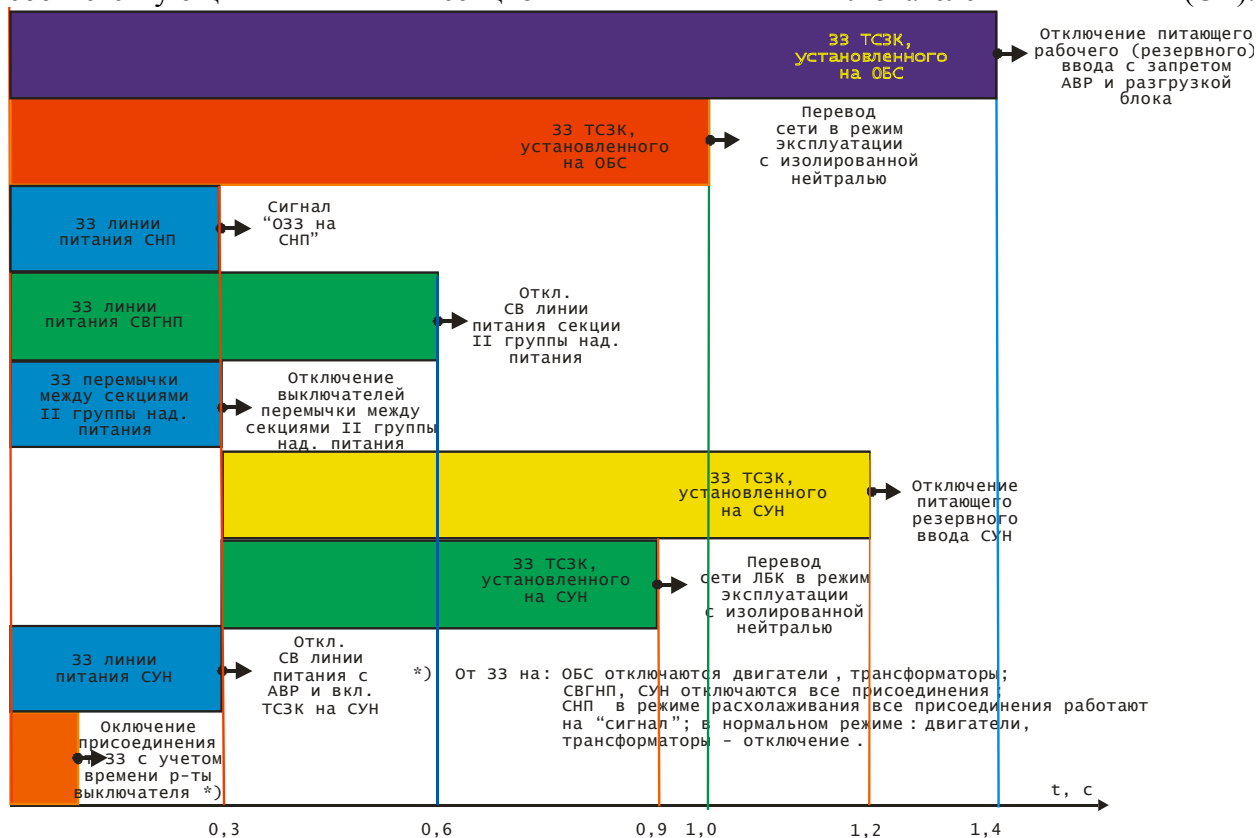 ЗЗ ТСЗК,
установленного
на ОБС
Отключение питающего
рабочего (резервного)
ввода с запретом
АВР и разгрузкой
блока
ЗЗ ТСЗК,
установленного
на ОБС
Перевод
сети в режим
эксплуатации
с изолированной
нейтралью
ЗЗ линии
питания СНП
Сигнал
“ОЗЗ на
СНП”
ЗЗ линии
питания СВГНП
Откл.
СВ линии
питания секции
II группы над.
питания
ЗЗ перемычки
между секциями
II группы над.
питания
Отключение
выключателей
перемычки между
секциями II группы
над. питания
ЗЗ ТСЗК,
установленного
на СУН
Отключение
питающего
резервного
ввода СУН
ЗЗ ТСЗК,
установленного
на СУН
Перевод
сети ЛБК в режим
эксплуатации
с изолированной
нейтралью
ЗЗ линии
питания СУН
Откл.
СВ линии
питания с
АВР и вкл.
ТСЗК на СУН
*) От ЗЗ на: ОБС отключаются двигатели, трансформаторы;
СВГНП, СУН отключаются все присоединения;
СНП в режиме расхолаживания все присоединения работают
на “сигнал”; в нормальном режиме: двигатели,
трансформаторы - отключение.
Оключение
присоединения
ЗЗ с учетом
времени р-ты
выключателя *)
t, с
0,3 0,6 0,9 1,0 1,2 1,4